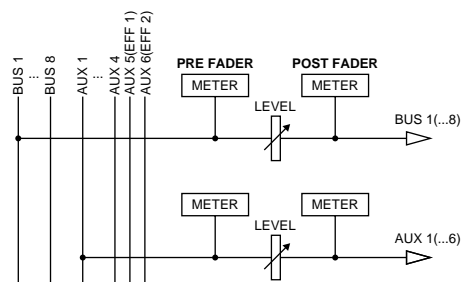 BUS 1
...
BUS 8
AUX 1
...
AUX 4
AUX 5(EFF 1)
AUX 6(EFF 2)
PRE FADER
POST FADER
METER
METER
LEVEL
BUS 1(...8)
METER
METER
LEVEL
AUX 1(...6)